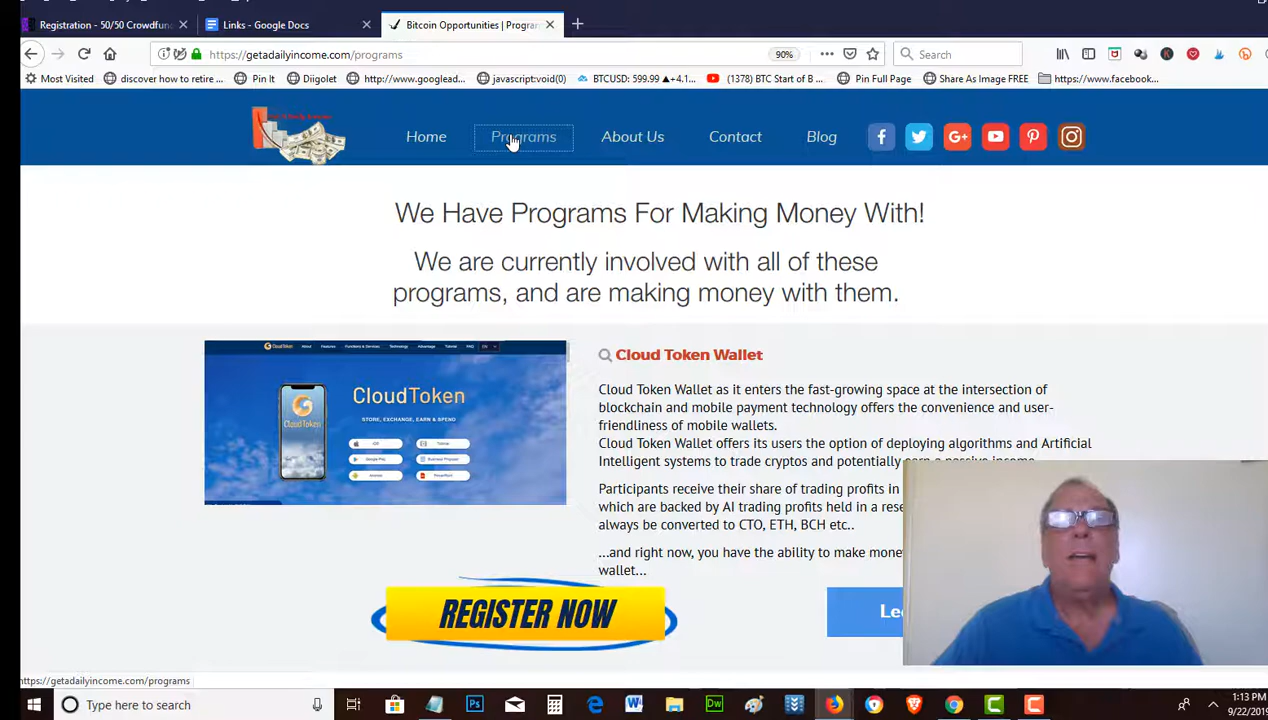 Registration - 50/50 Crowdfun
Links - Google Docs
Bitcoin Opportunities | Program
https://getadailyincome.com/programs
90%
Search
Most Visited
discover how to retire ...
Pin It
Diigolet
http://www.googlead...
javascript:void(0)
BTCUSD: 599.99 ▲+4.1...
(1378) BTC Start of B ...
Pin Full Page
Share As Image FREE
https://www.facebook...
Home
Programs
About Us
Contact
Blog
We Have Programs For Making Money With!
We are currently involved with all of these
programs, and are making money with them.
CloudToken
CloudToken
STORE, EXCHANGE, EARN & SPEND
Cloud Token Wallet
Cloud Token Wallet as it enters the fast-growing space at the intersection of
blockchain and mobile payment technology offers the convenience and user-
friendliness of mobile wallets.
Cloud Token Wallet offers its users the option of deploying algorithms and Artificial
Intelligent systems to trade cryptos and potentially earn a passive income.
Participants receive their share of trading profits in
which are backed by AI trading profits held in a rese
always be converted to CTO, ETH, BCH etc..
...and right now, you have the ability to make mone
wallet...
REGISTER NOW
Le
https://getadailyincome.com/programs
Type here to search
1:13 PM
9/22/2019